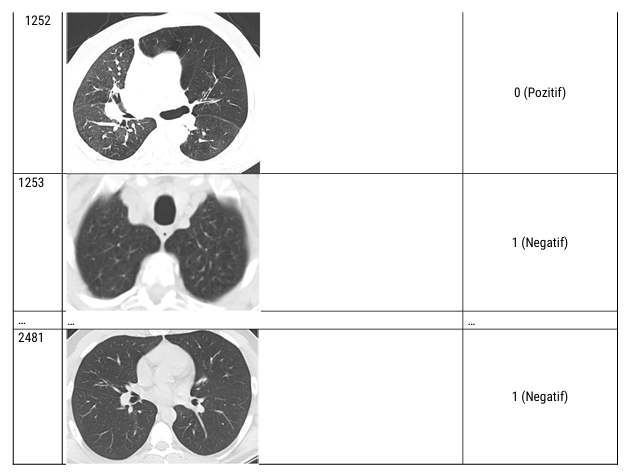 1252
0 (Pozitif)
1253
1 (Negatif)
... ... ...
2481
1 (Negatif)